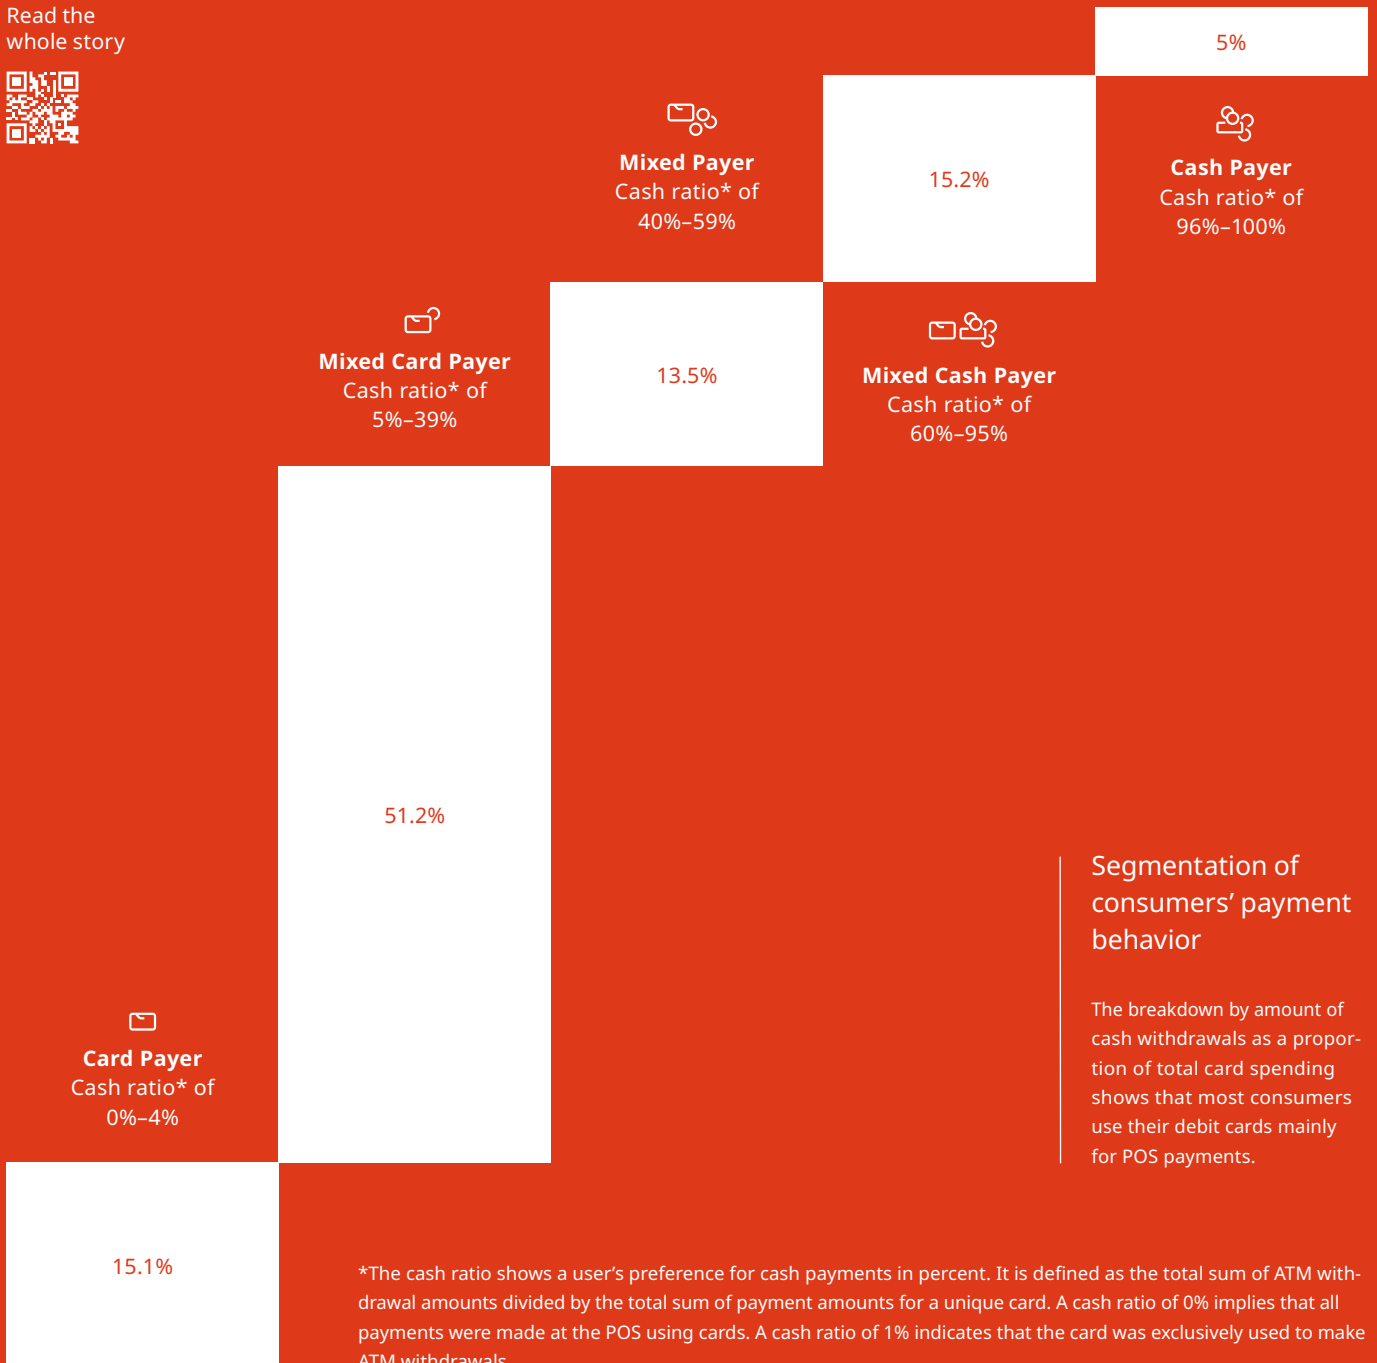 Read the
whole story
5%
Mixed Payer
Cash ratio* of
40%–59%
15.2%
Cash Payer
Cash ratio* of
96%–100%
Mixed Card Payer
Cash ratio* of
5%–39%
13.5%
Mixed Cash Payer
Cash ratio* of
60%–95%
51.2%
Segmentation of
consumers’ payment
behavior
The breakdown by amount of
cash withdrawals as a propor-
tion of total card spending
shows that most consumers
use their debit cards mainly
for POS payments.
Card Payer
Cash ratio* of
0%–4%
15.1%
*The cash ratio shows a user’s preference for cash payments in percent. It is defined as the total sum of ATM with-
drawal amounts divided by the total sum of payment amounts for a unique card. A cash ratio of 0% implies that all
payments were made at the POS using cards. A cash ratio of 1% indicates that the card was exclusively used to make
ATM withdrawals.